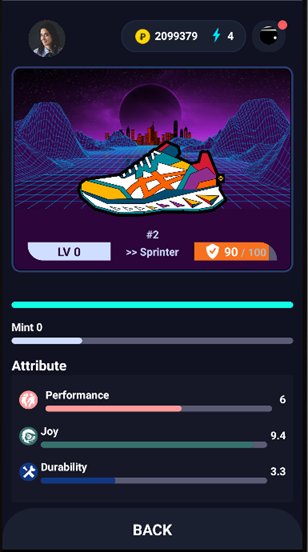 P 2099379 4
#2
LV 0 >> Sprinter 90 / 100
Mint 0
Attribute
Performance 6
Joy 9.4
Durability 3.3
BACK